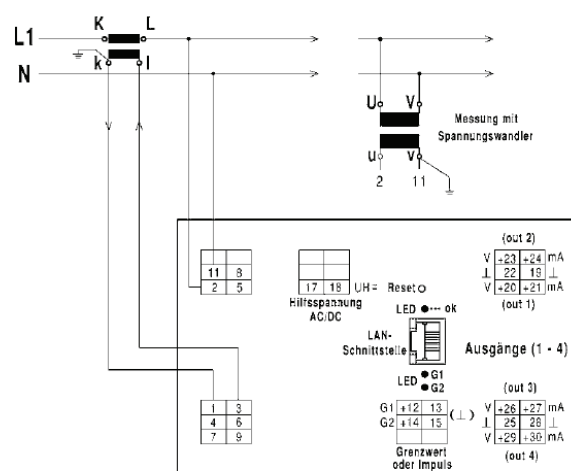 K L
L1
k l
N
U V
Messung mit
Spannungswandler
u v
2 11
(out 2)
11 8
2 5
17 18 UH= Reset
Hilfsspannung
AC/DC
V +23 +24 mA
⊥ 22 19 ⊥
V +20 +21 mA
(out 1)
LED --- ok
LAN-
Schnittstelle
Ausgänge (1 - 4)
LED G1
G2
(out 3)
1 3
4 6
7 9
G1 +12 13 (⊥)
G2 +14 15
Grenzwert
oder Impuls
V +26 +27 mA
⊥ 25 28 ⊥
V +29 +30 mA
(out 4)